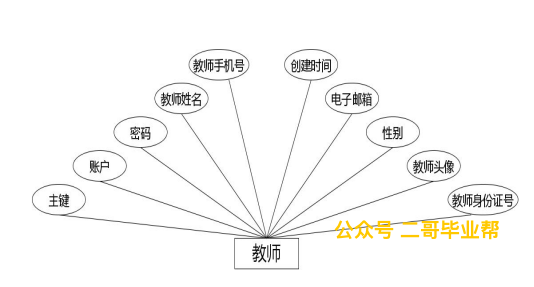 教师手机号
创建时间
教师姓名
电子邮箱
密码
性别
账户
教师头像
主键
教师身份证号
公众号 二哥毕业帮
教师